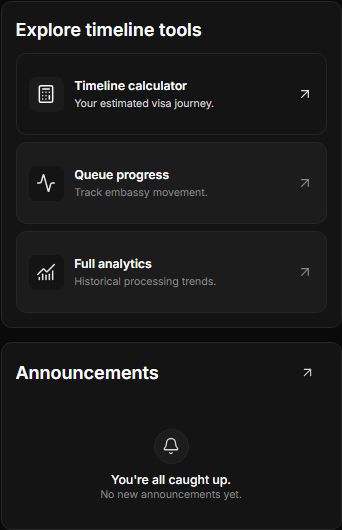 Explore timeline tools
Timeline calculator
Your estimated visa journey.
Queue progress
Track embassy movement.
Full analytics
Historical processing trends.
Announcements
You're all caught up.
No new announcements yet.